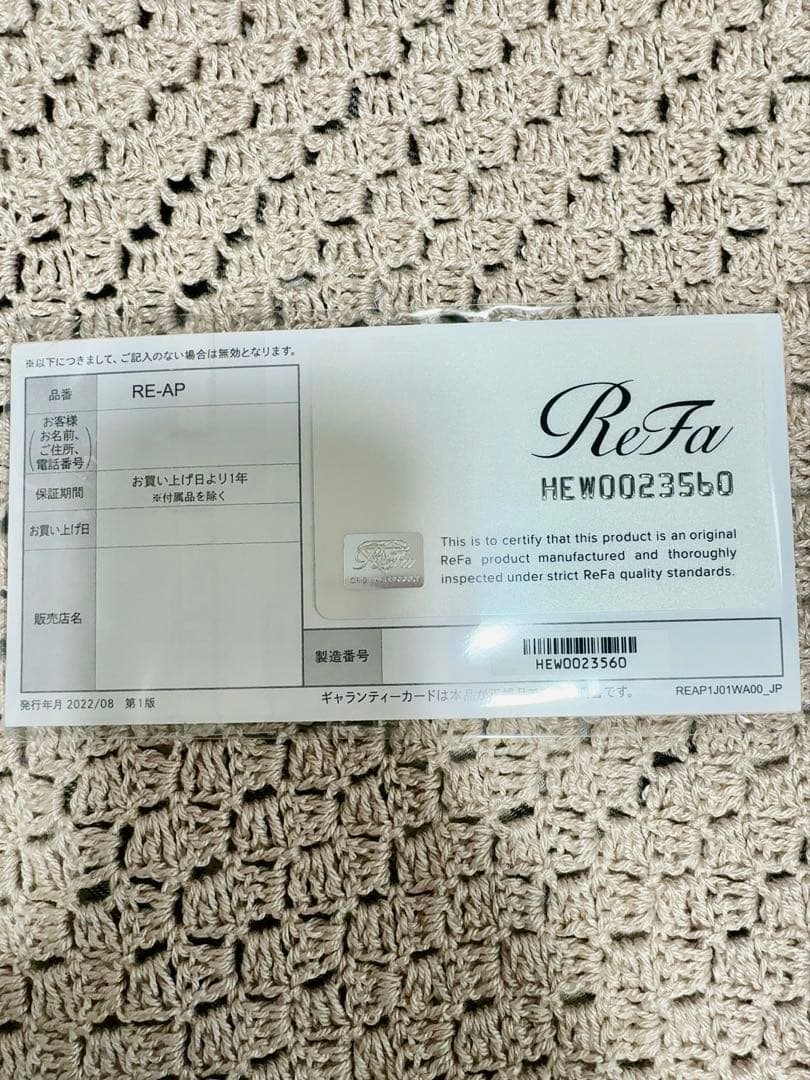 ※以下につきまして、ご記入のない場合は無効となります。
品番
RE-AP
お客様
お名前、
ご住所、
電話番号
保証期間
お買い上げ日より1年
※付属品を除く
お買い上げ日
販売店名
発行年月 2022/08 第1版
ReFa
HEW0023560
This is to certify that this product is an original
ReFa product manufactured and thoroughly
inspected under strict ReFa quality standards.
製造番号
HEW0023560
ギャランティーカードは本品が
です。
REAP1J01WA00_JP